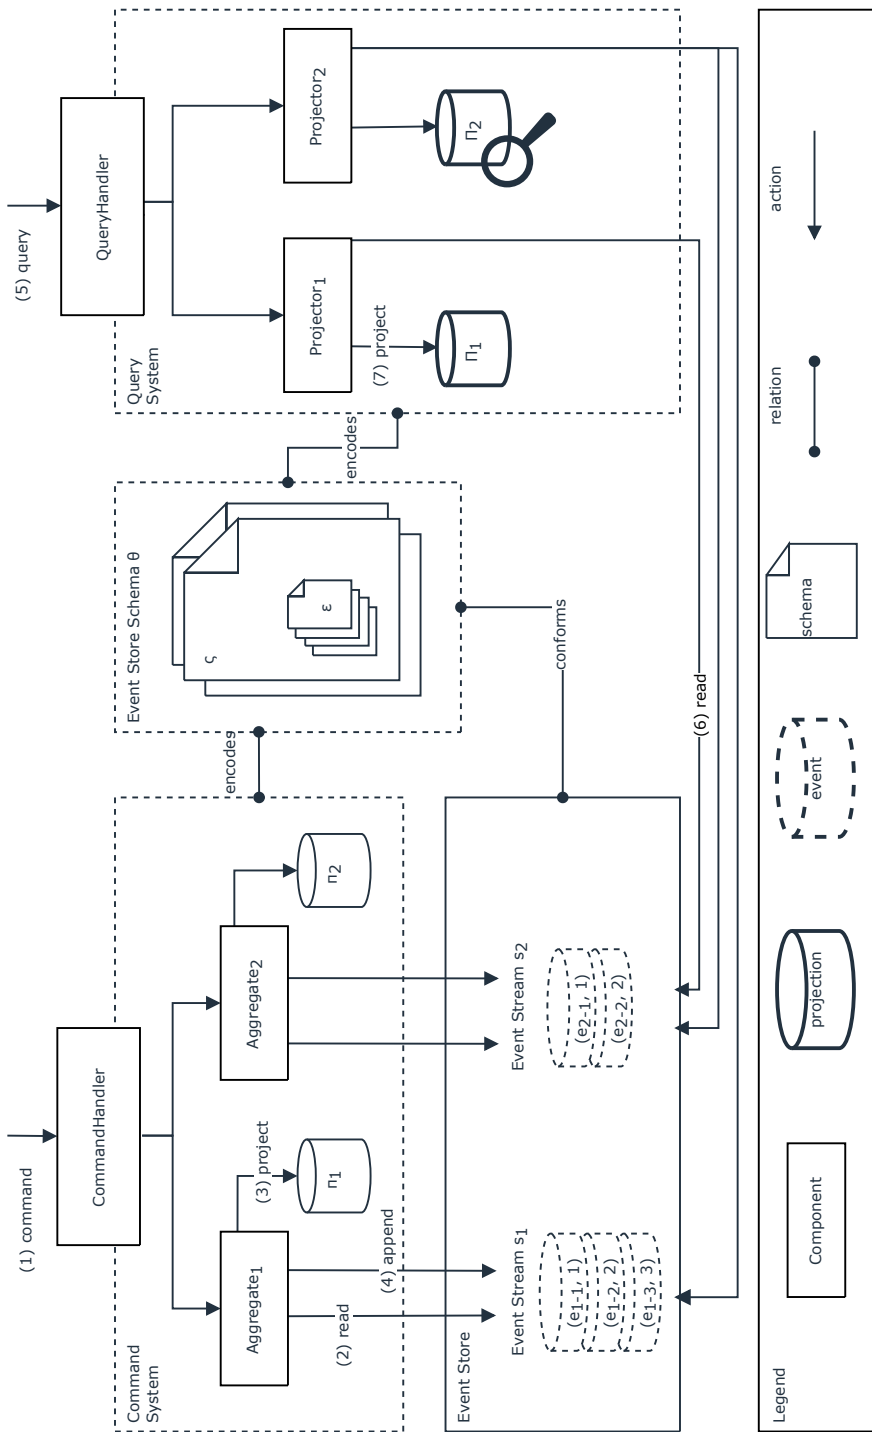 (1) command
CommandHandler
Command
System
Aggregate1
(3) project
π1
(2) read
(4) append
Aggregate2
π2
encodes
Event Store Schema θ
ς
ε
encodes
conforms
(5) query
QueryHandler
Query
System
Projector1
(7) project
Π1
Projector2
Π2
Event Store
Event Stream s1
(e1-1, 1)
(e1-2, 2)
(e1-3, 3)
Event Stream s2
(e2-1, 1)
(e2-2, 2)
(6) read
Legend
Component
projection
event
schema
relation
action